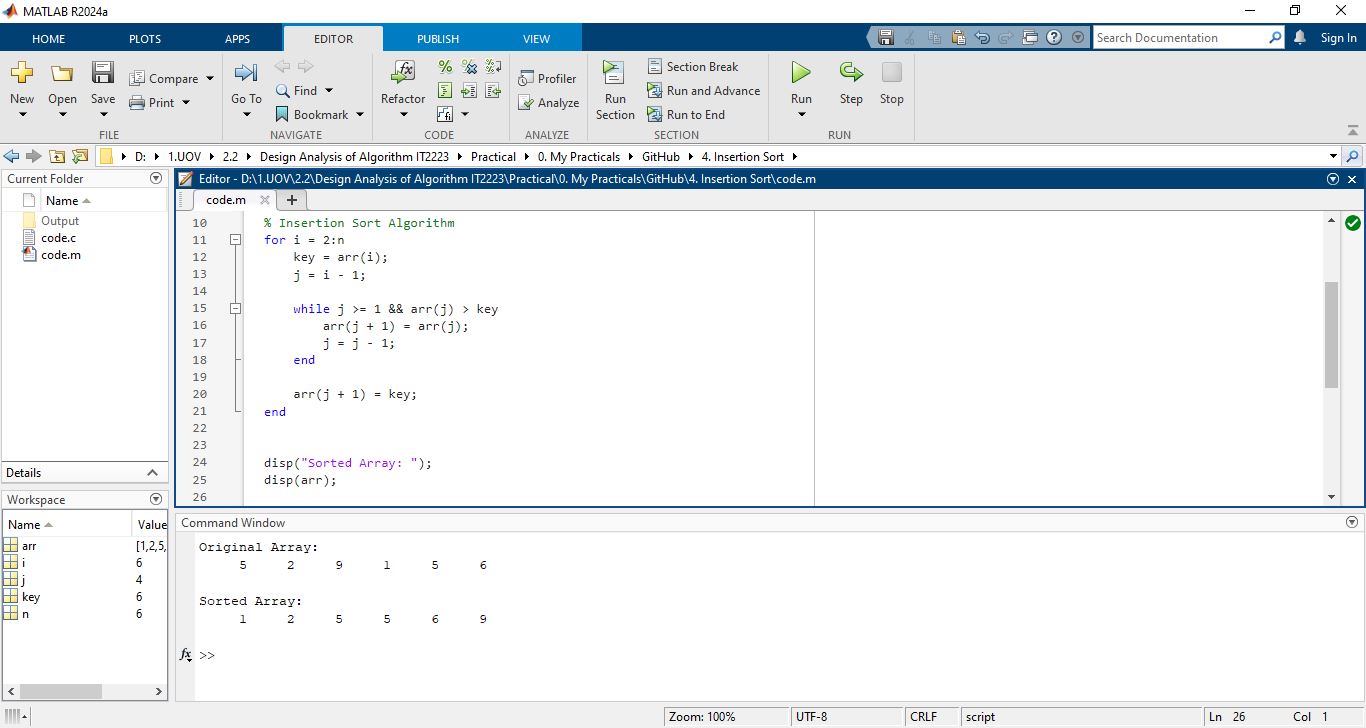 MATLAB R2024a
HOME PLOTS APPS EDITOR PUBLISH VIEW Search Documentation Sign In
New Open Save Compare Print
FILE
Go To Find Bookmark
NAVIGATE
Refactor
CODE
Profiler
Analyze
ANALYZE
Run Section
Section Break
Run and Advance
Run to End
SECTION
Run Step Stop
RUN
D: 1.UOV 2.2 Design Analysis of Algorithm IT2223 Practical 0. My Practicals GitHub 4. Insertion Sort
Current Folder
Name
Output
code.c
code.m
Details
Workspace
Name Value
arr [1,2,5,
i 6
j 4
key 6
n 6
Editor - D:\1.UOV\2.2\Design Analysis of Algorithm IT2223\Practical\0. My Practicals\GitHub\4. Insertion Sort\code.m
code.m
10 % Insertion Sort Algorithm
11 for i = 2:n
12 key = arr(i);
13 j = i - 1;
14
15 while j >= 1 && arr(j) > key
16 arr(j + 1) = arr(j);
17 j = j - 1;
18 end
19
20 arr(j + 1) = key;
21 end
22
23
24 disp("Sorted Array: ");
25 disp(arr);
26
Command Window
Original Array:
5 2 9 1 5 6
Sorted Array:
1 2 5 5 6 9
fx >>
Zoom: 100% UTF-8 CRLF script Ln 26 Col 1